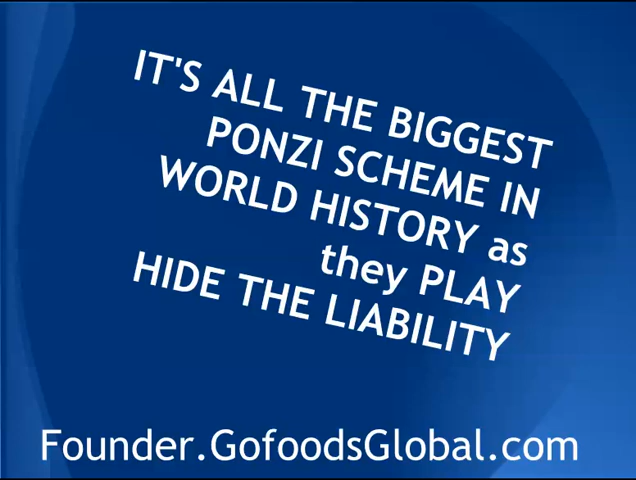 IT'S ALL THE BIGGEST
PONZI SCHEME IN
WORLD HISTORY as
they PLAY
HIDE THE LIABILITY
Founder.GofoodsGlobal.com